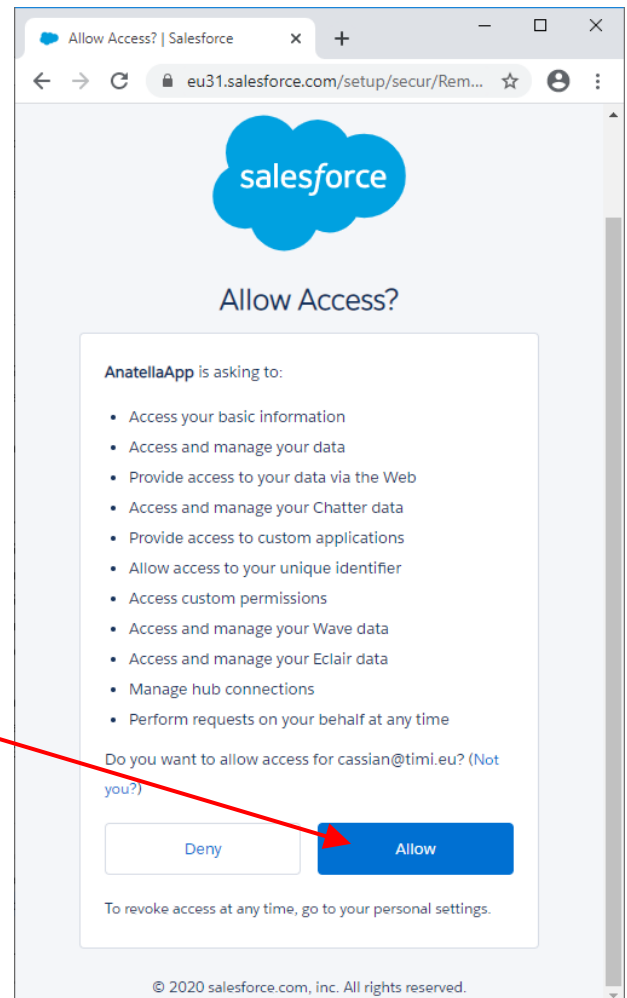 Allow Access? | Salesforce
eu31.salesforce.com/setup/secur/Rem...
salesforce
Allow Access?
AnatellaApp is asking to:
• Access your basic information
• Access and manage your data
• Provide access to your data via the Web
• Access and manage your Chatter data
• Provide access to custom applications
• Allow access to your unique identifier
• Access custom permissions
• Access and manage your Wave data
• Access and manage your Eclair data
• Manage hub connections
• Perform requests on your behalf at any time
Do you want to allow access for cassian@timi.eu? (Not
you?)
Deny
Allow
To revoke access at any time, go to your personal settings.
© 2020 salesforce.com, inc. All rights reserved.